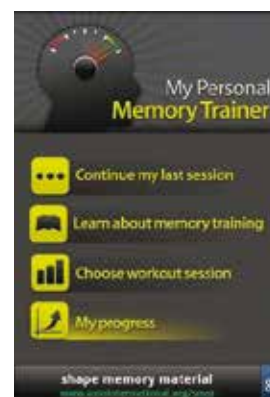 My Personal
Memory Trainer
Continue my last session
Learn about memory training
Choose workout session
My progress
shape memory material